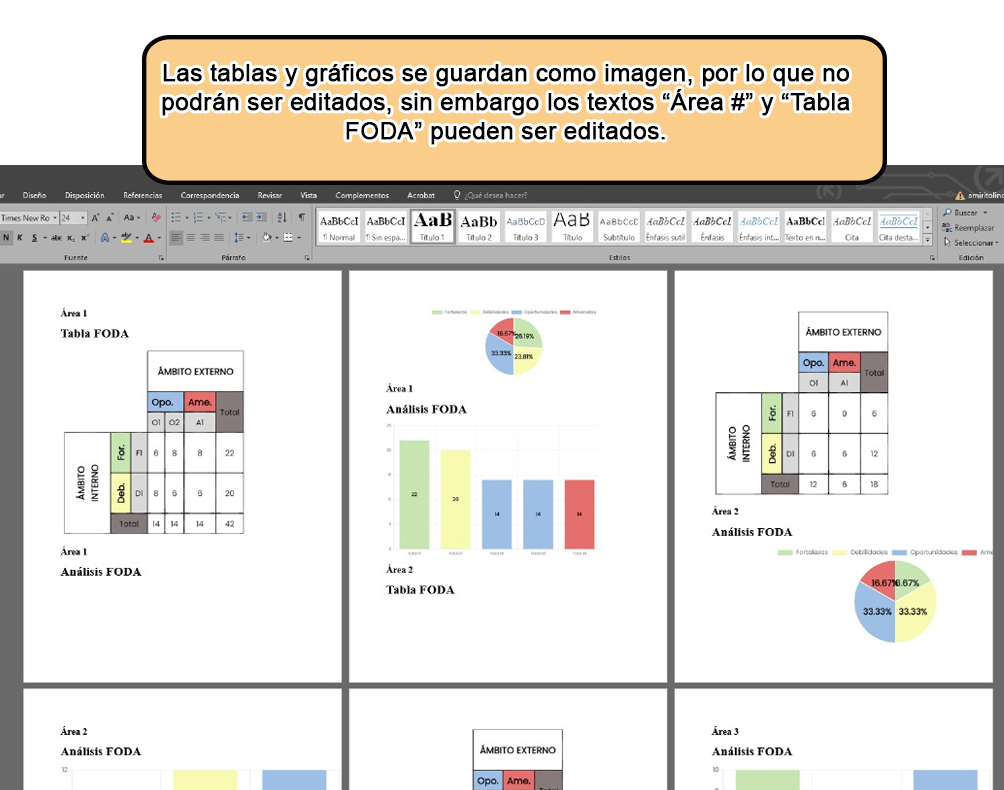 Las tablas y gráficos se guardan como imagen, por lo que no
podrán ser editados, sin embargo los textos “Área #” y “Tabla
FODA” pueden ser editados.
Diseño Disposición Referencias Correspondencia Revisar Vista Complementos Acrobat ¿Qué desea hacer? amiritolino
Times New Ro 24 A A Aa
N K S abc x₂ x² A A
AaBbCcI AaBbCcI AaB AaBb AaBbCcD AaB AaBbCcC AaBbCcI AaBbCcI AaBbCcI AaBbCcI AaBbCcI AaBbCcI
¶ Normal ¶ Sin espa... Título 1 Título 2 Título 3 Título Subtítulo Énfasis sutil Énfasis Énfasis int... Texto en n... Cita Cita desta...
Buscar
Reemplazar
Seleccionar
Fuente Párrafo Estilos Edición
Área 1
Tabla FODA
ÁMBITO EXTERNO
Opo. Ame. Total
O1 O2 A1
ÁMBITO INTERNO
For. F1 6 8 8 22
Deb. D1 8 6 6 20
Total 14 14 14 42
Área 1
Análisis FODA
Fortalezas Debilidades Oportunidades Amenazas
16.67% 26.19%
33.33% 23.81%
Área 1
Análisis FODA
22 20 14 14 14
Área 2
Tabla FODA
ÁMBITO EXTERNO
Opo. Ame. Total
O1 A1
ÁMBITO INTERNO
For. F1 6 0 6
Deb. D1 6 6 12
Total 12 6 18
Área 2
Análisis FODA
Fortalezas Debilidades Oportunidades Ame
16.67% 6.67%
33.33% 33.33%
Área 2
Análisis FODA
12
ÁMBITO EXTERNO
Opo. Ame.
Total
Área 3
Análisis FODA
10